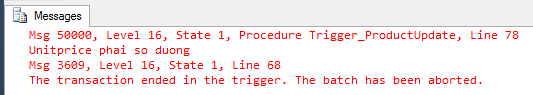 Messages
Msg 50000, Level 16, State 1, Procedure Trigger_ProductUpdate, Line 78
Unitprice phai so duong
Msg 3609, Level 16, State 1, Line 68
The transaction ended in the trigger. The batch has been aborted.